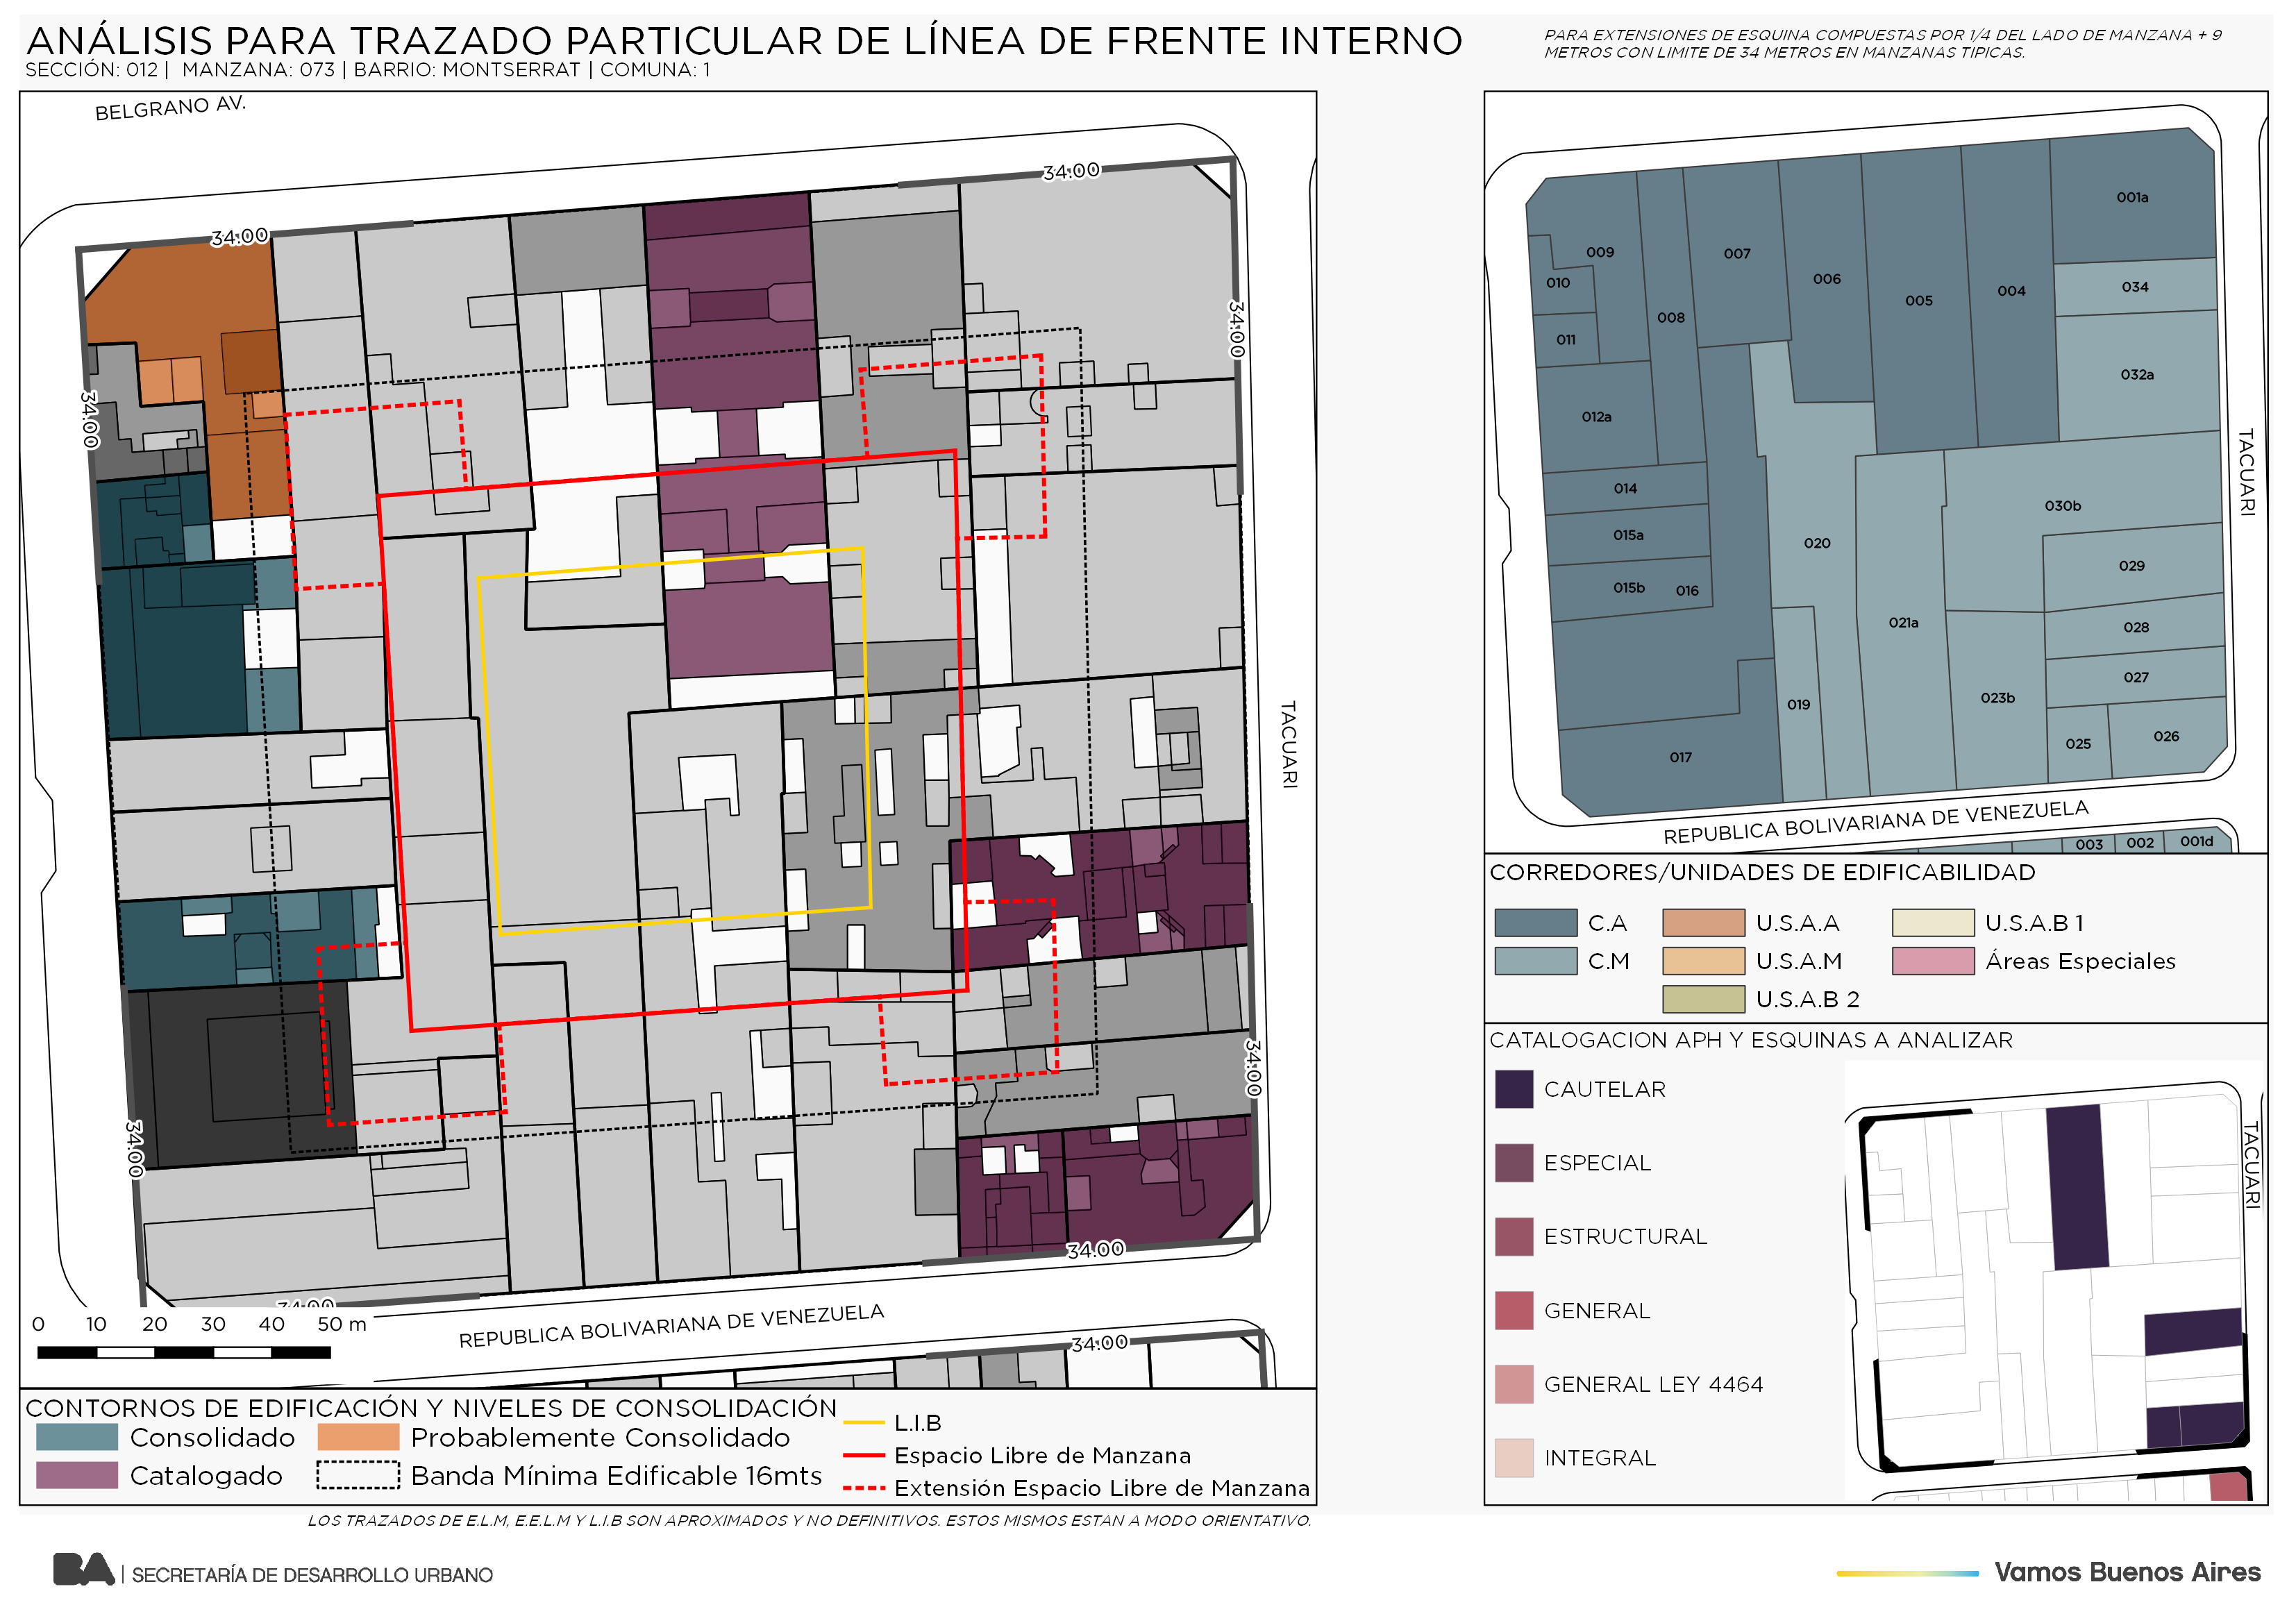 ANÁLISIS PARA TRAZADO PARTICULAR DE LÍNEA DE FRENTE INTERNO
SECCIÓN: 012 | MANZANA: 073 | BARRIO: MONTSERRAT | COMUNA: 1
PARA EXTENSIONES DE ESQUINA COMPUESTAS POR 1/4 DEL LADO DE MANZANA + 9
METROS CON LIMITE DE 34 METROS EN MANZANAS TIPICAS.
BELGRANO AV.
34.00
34.00
34.00
34.00
TACUARI
34.00
34.00
34.00
34.00
0 10 20 30 40 50 m
REPUBLICA BOLIVARIANA DE VENEZUELA
34.00
CONTORNOS DE EDIFICACIÓN Y NIVELES DE CONSOLIDACIÓN
Consolidado
Probablemente Consolidado
Catalogado
Banda Mínima Edificable 16mts
L.I.B
Espacio Libre de Manzana
Extensión Espacio Libre de Manzana
001a
009
007
010
006
034
004
005
008
011
032a
012a
TACUARI
014
030b
015a
020
029
015b
016
021a
028
027
023b
019
026
025
017
REPUBLICA BOLIVARIANA DE VENEZUELA
003
002
001d
CORREDORES/UNIDADES DE EDIFICABILIDAD
C.A
U.S.A.A
U.S.A.B 1
C.M
U.S.A.M
Áreas Especiales
U.S.A.B 2
CATALOGACION APH Y ESQUINAS A ANALIZAR
CAUTELAR
ESPECIAL
ESTRUCTURAL
GENERAL
GENERAL LEY 4464
INTEGRAL
TACUARI
LOS TRAZADOS DE E.L.M, E.E.L.M Y L.I.B SON APROXIMADOS Y NO DEFINITIVOS. ESTOS MISMOS ESTAN A MODO ORIENTATIVO.
BA | SECRETARÍA DE DESARROLLO URBANO
Vamos Buenos Aires